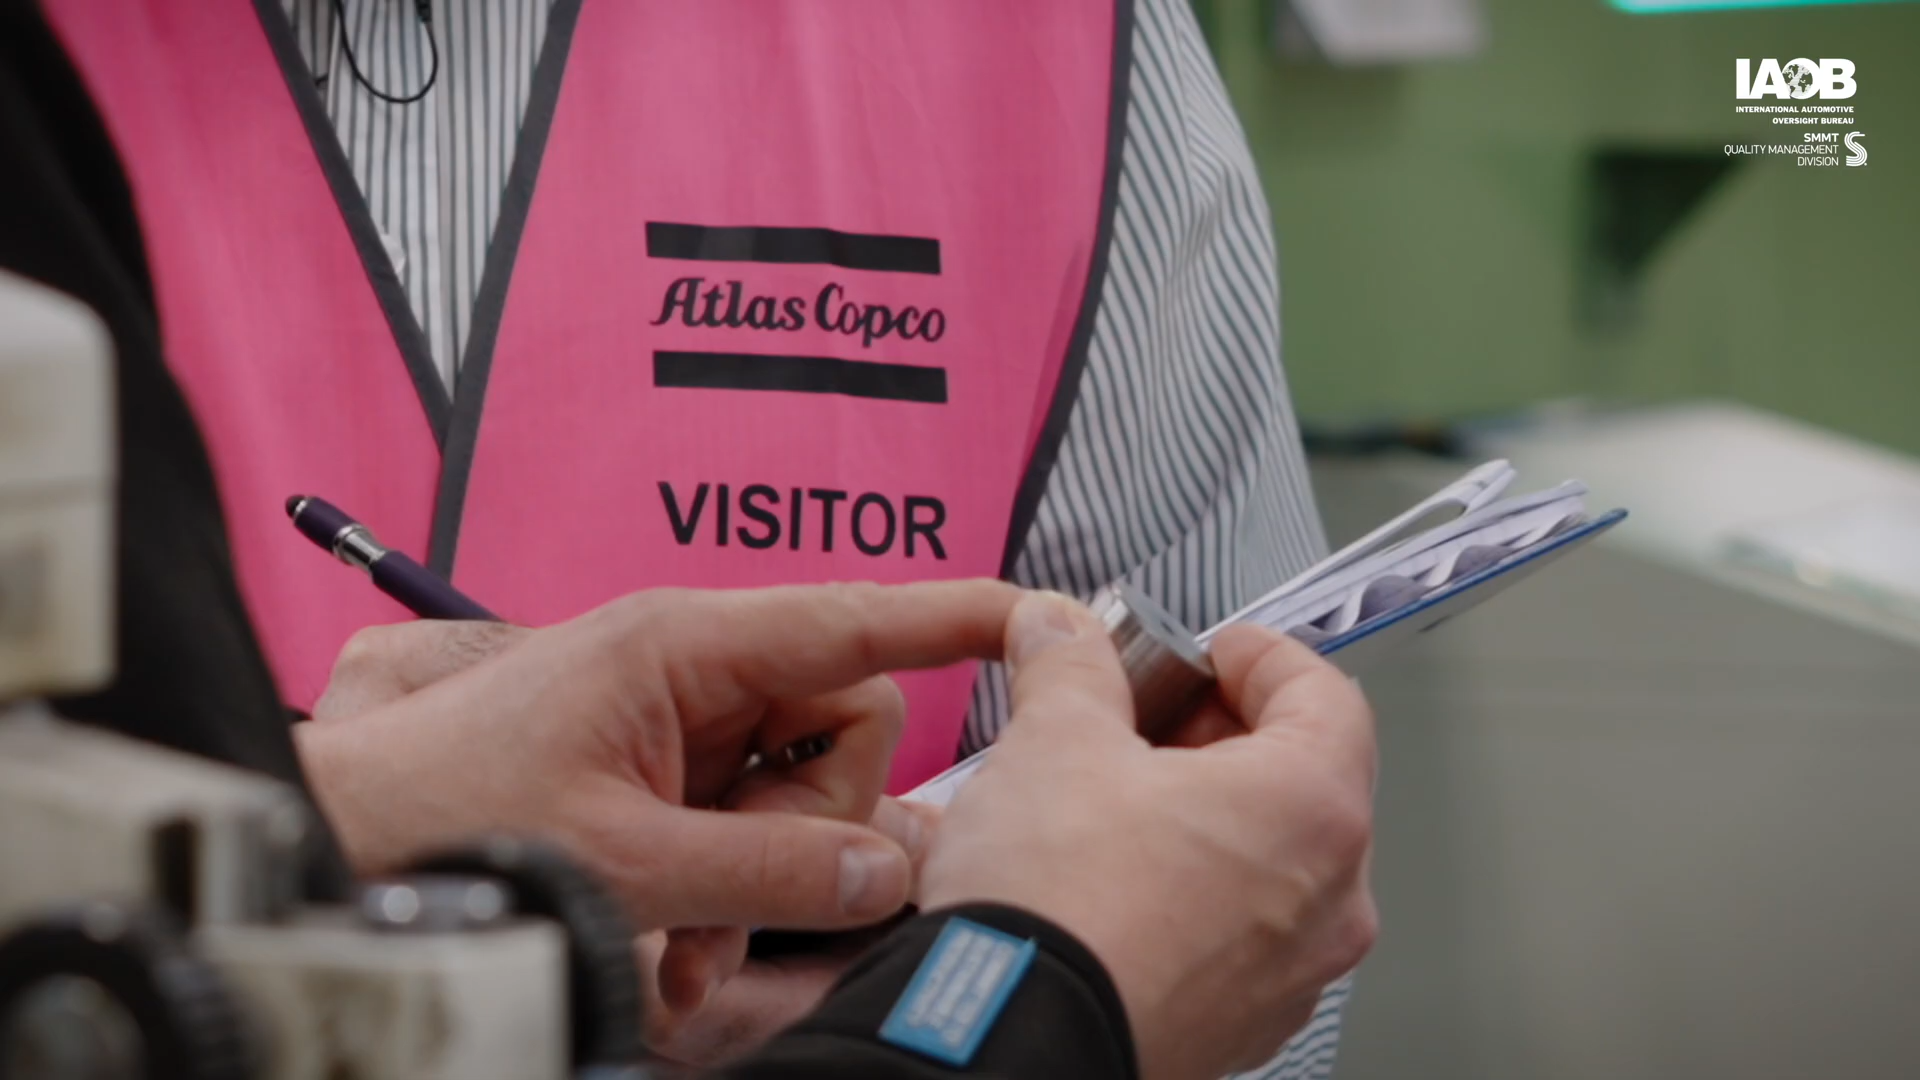 IAOB
INTERNATIONAL AUTOMOTIVE
OVERSIGHT BUREAU
SMMT
QUALITY MANAGEMENT
DIVISION
Atlas Copco
VISITOR